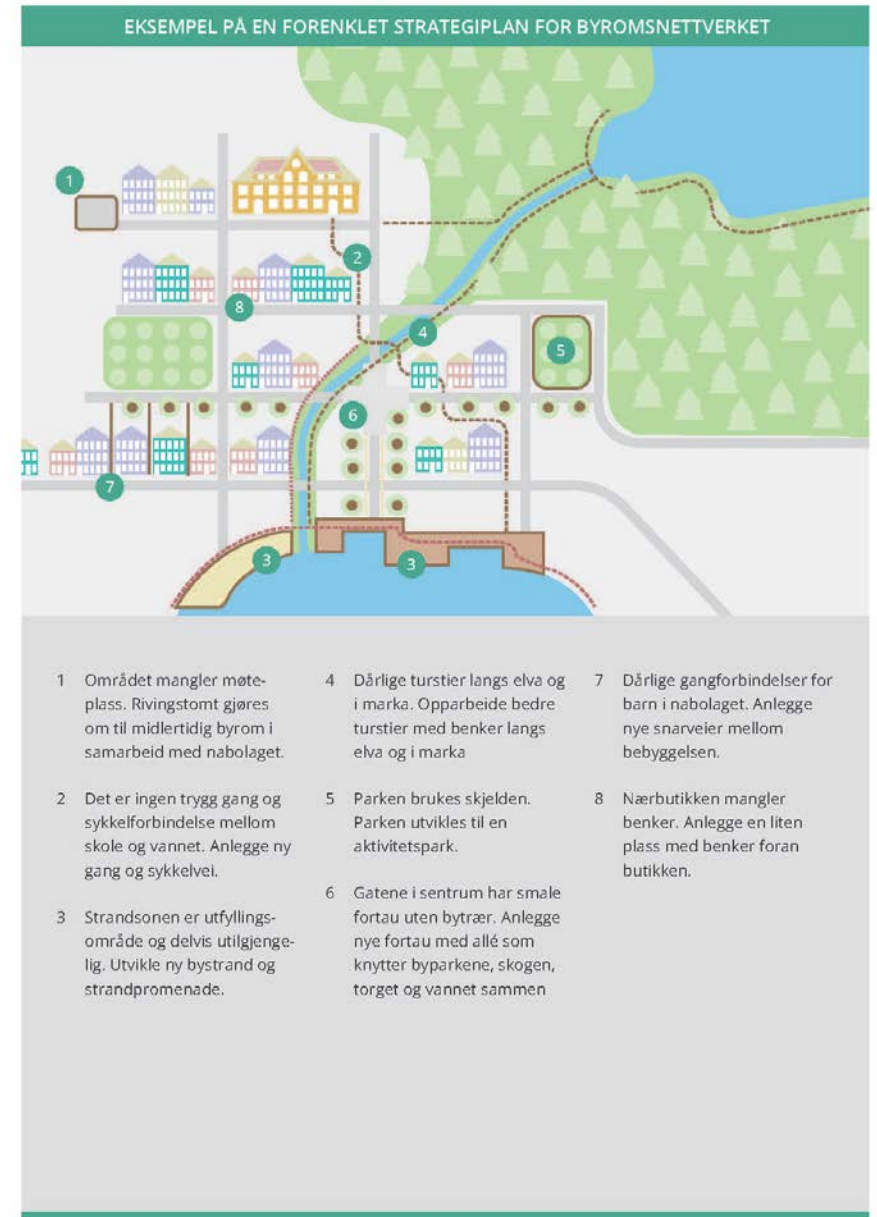 EKSEMPEL PÅ EN FORENKLET STRATEGIPLAN FOR BYROMSNETTVERKET
1
2
8
4
5
6
7
3
3
1 Området mangler møte-
plass. Rivingstomt gjøres
om til midlertidig byrom i
samarbeid med nabolaget.
2 Det er ingen trygg gang og
sykkelforbindelse mellom
skole og vannet. Anlegge ny
gang og sykkelvei.
3 Strandsonen er utfyllings-
område og delvis utilgjenge-
lig. Utvikle ny bystrand og
strandpromenade.
4 Dårlige turstier langs elva og
i marka. Opparbeide bedre
turstier med benker langs
elva og i marka
5 Parken brukes skjelden.
Parken utvikles til en
aktivitetspark.
6 Gatene i sentrum har smale
fortau uten bytrær. Anlegge
nye fortau med allé som
knytter byparkene, skogen,
torget og vannet sammen
7 Dårlige gangforbindelser for
barn i nabolaget. Anlegge
nye snarveier mellom
bebyggelsen.
8 Nærbutikken mangler
benker. Anlegge en liten
plass med benker foran
butikken.